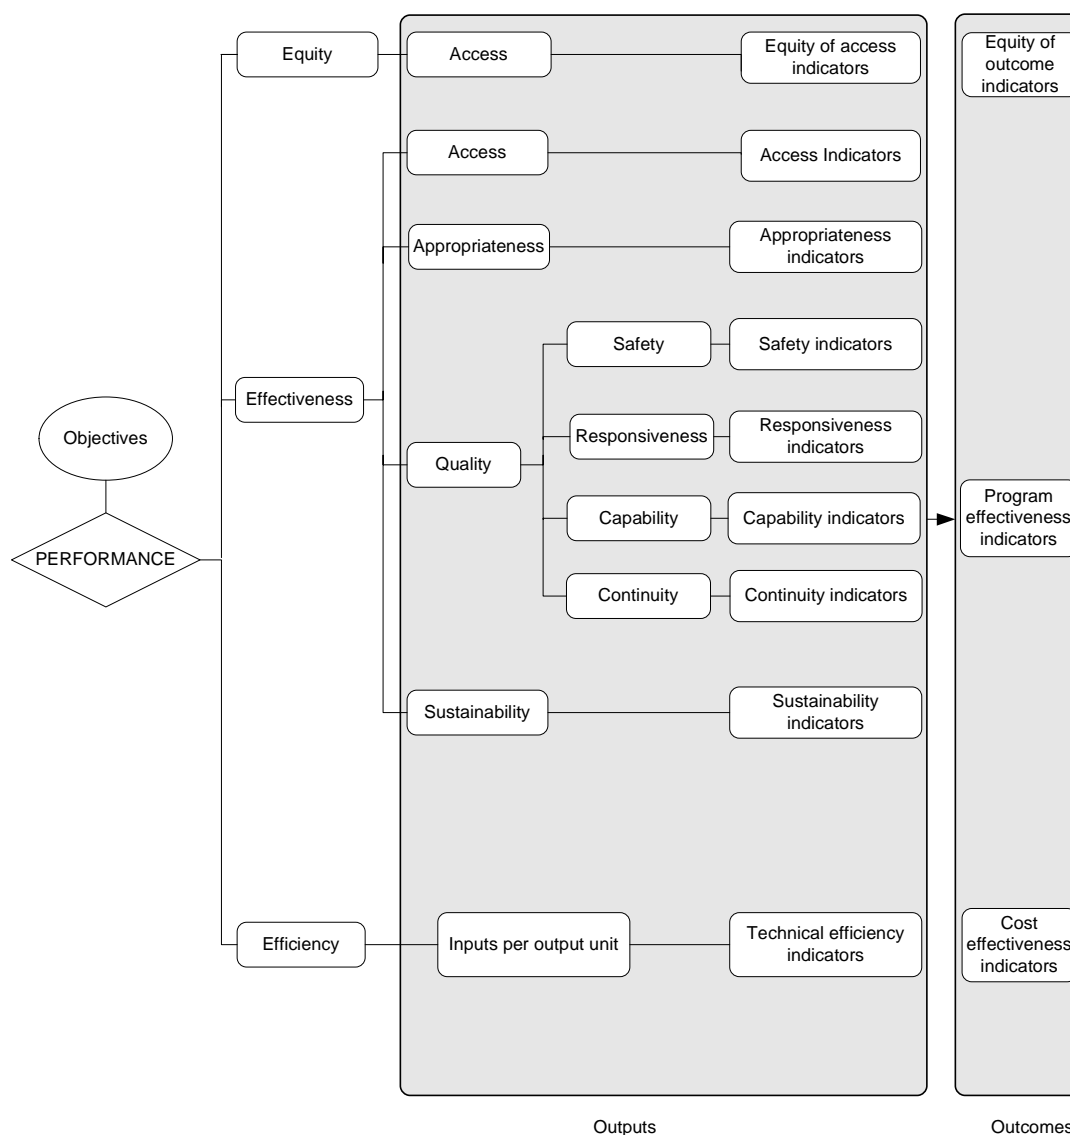 Equity
Access
Equity of access
indicators
Equity of
outcome
indicators
Access
Access Indicators
Appropriateness
Appropriateness
indicators
Safety
Safety indicators
Effectiveness
Objectives
Responsiveness
Responsiveness
indicators
Quality
Capability
Capability indicators
Program
effectiveness
indicators
PERFORMANCE
Continuity
Continuity indicators
Sustainability
Sustainability
indicators
Efficiency
Inputs per output unit
Technical efficiency
indicators
Cost
effectiveness
indicators
Outputs
Outcomes